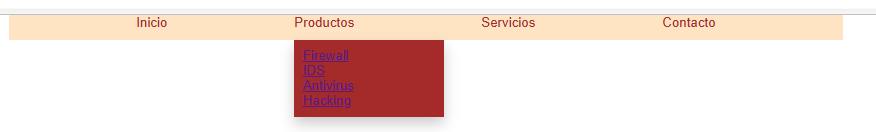 Inicio Productos Servicios Contacto
Firewall
IDS
Antivirus
Hacking